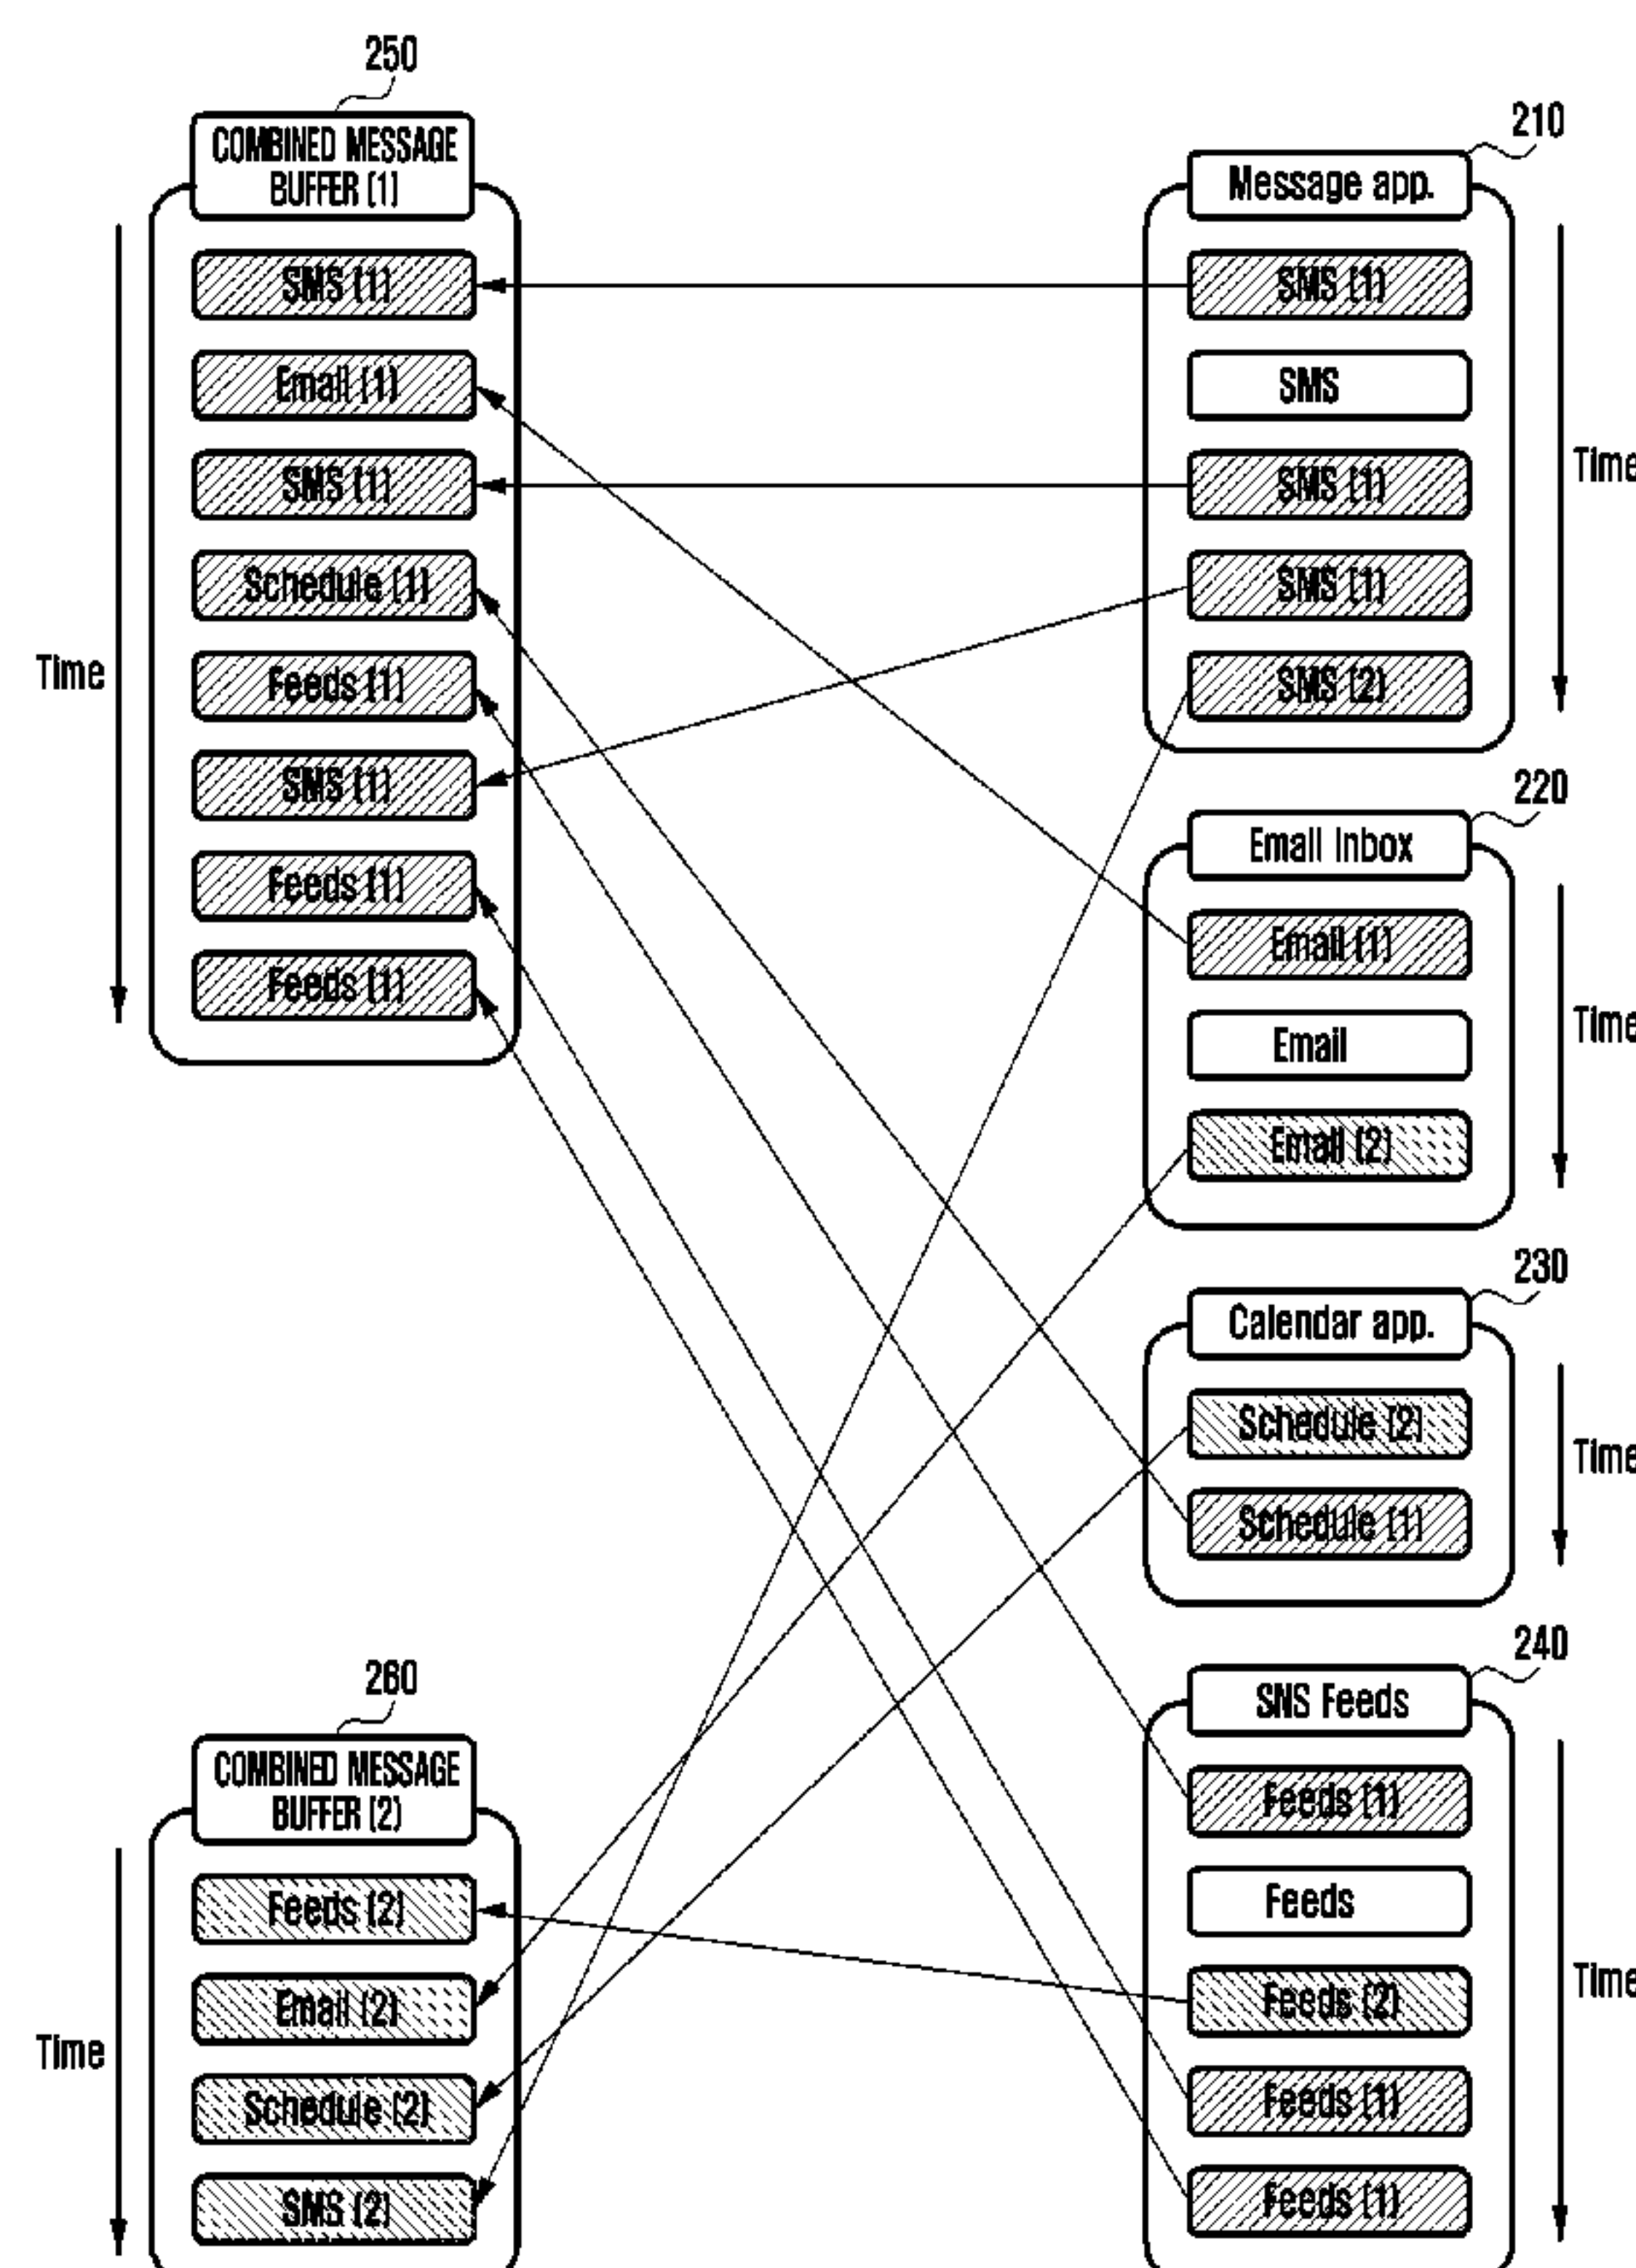 250
COMBINED MESSAGE
BUFFER (1)
SMS (1)
Email (1)
SMS (1)
Schedule (1)
Feeds (1)
SMS (1)
Feeds (1)
Feeds (1)
Time
260
COMBINED MESSAGE
BUFFER (2)
Feeds (2)
Email (2)
Schedule (2)
SMS (2)
Time
210
Message app.
SMS (1)
SMS
SMS (1)
SMS (1)
SMS (2)
Time
220
Email Inbox
Email (1)
Email
Email (2)
Time
230
Calendar app.
Schedule (2)
Schedule (1)
Time
240
SNS Feeds
Feeds (1)
Feeds
Feeds (2)
Feeds (1)
Feeds (1)
Time